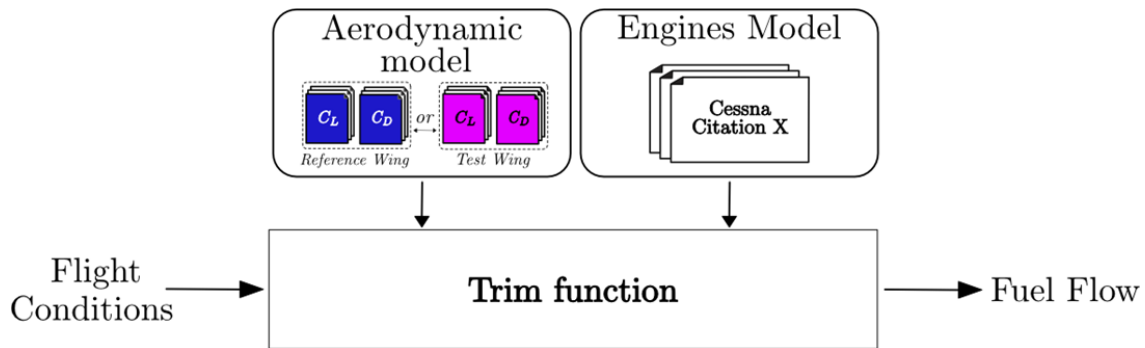 Aerodynamic
model
C_L C_D or C_L C_D
Reference Wing Test Wing
Engines Model
Cessna
Citation X
Flight
Conditions
Trim function
Fuel Flow